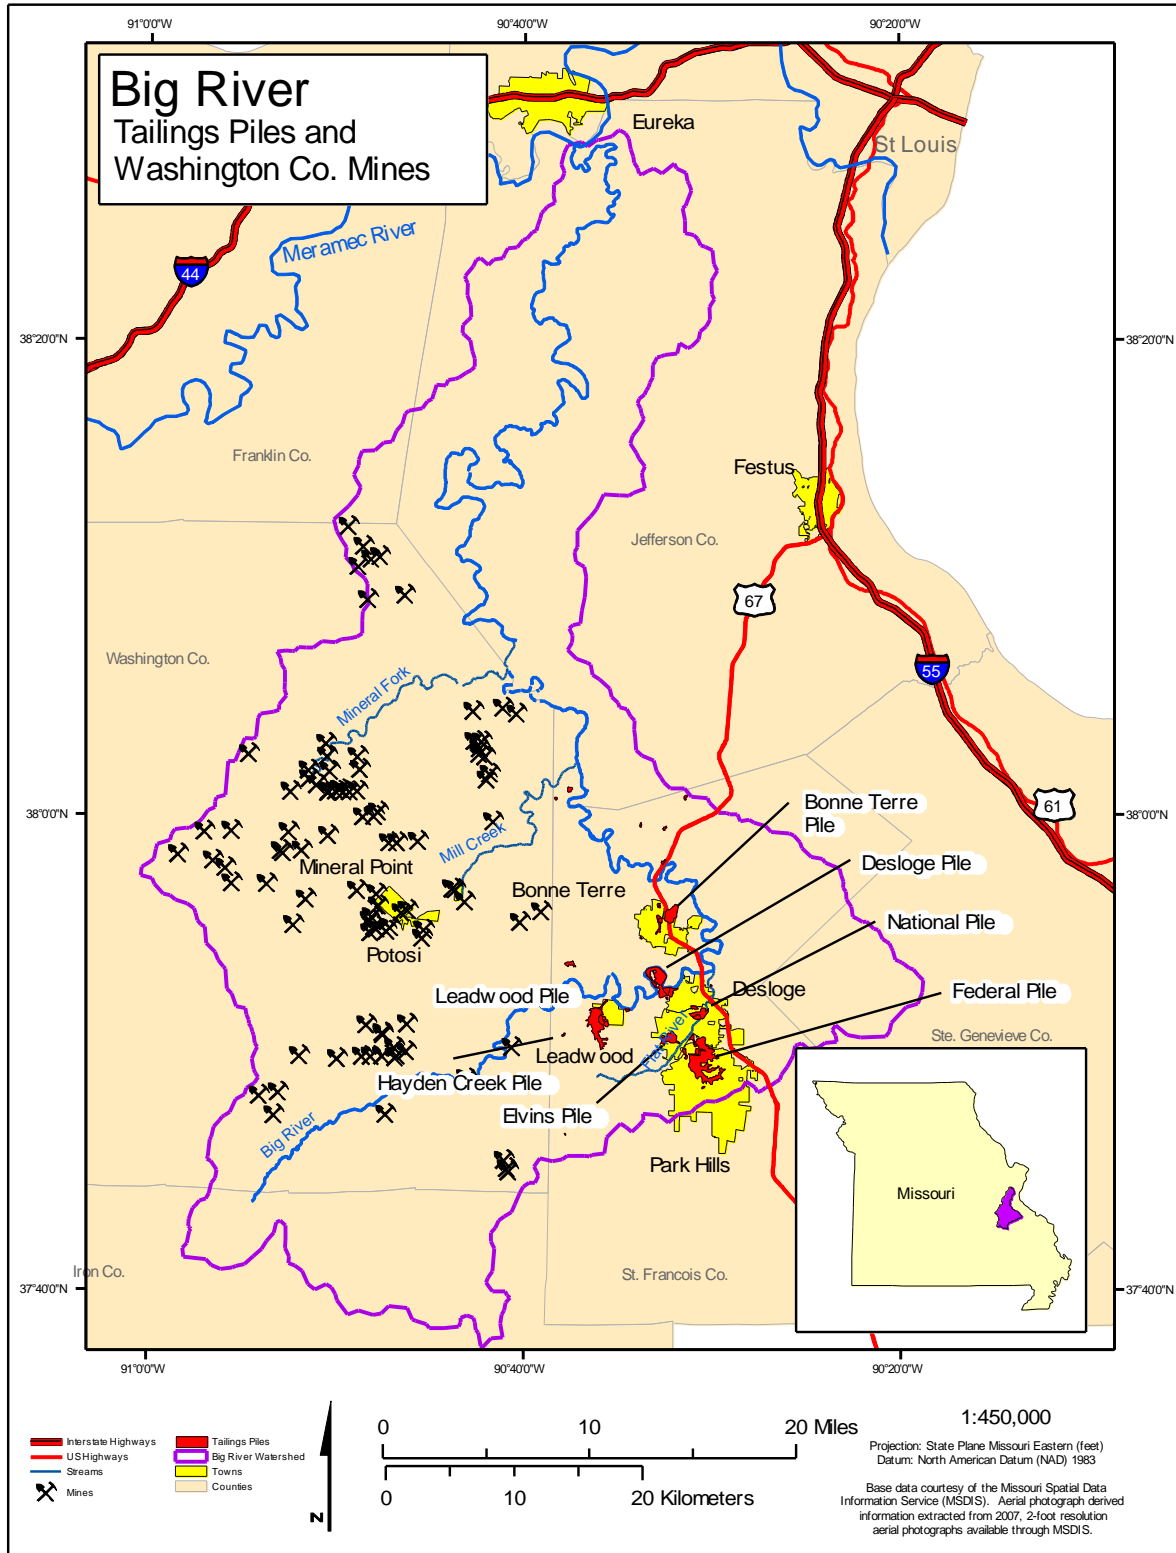 91°0'0"W
90°40'0"W
90°20'0"W
Big River
Tailings Piles and
Washington Co. Mines
Eureka
St Louis
Meramec River
44
38°20'0"N
38°20'0"N
Franklin Co.
Festus
Jefferson Co.
67
Washington Co.
55
Mineral Fork
61
38°0'0"N
38°0'0"N
Bonne Terre
Pile
Mill Creek
Mineral Point
Desloge Pile
Bonne Terre
National Pile
Potosi
Desloge
Leadwood Pile
Federal Pile
Flat River
Ste. Genevieve Co.
Leadwood
Hayden Creek Pile
Elvins Pile
Big River
Park Hills
Missouri
Iron Co.
St. Francois Co.
37°40'0"N
37°40'0"N
91°0'0"W
90°40'0"W
90°20'0"W
Interstate Highways
US Highways
Streams
Mines
Tailings Piles
Big River Watershed
Towns
Counties
N
0 10 20 Miles
0 10 20 Kilometers
1:450,000
Projection: State Plane Missouri Eastern (feet)
Datum: North American Datum (NAD) 1983
Base data courtesy of the Missouri Spatial Data
Information Service (MSDIS). Aerial photograph derived
information extracted from 2007, 2-foot resolution
aerial photographs available through MSDIS.